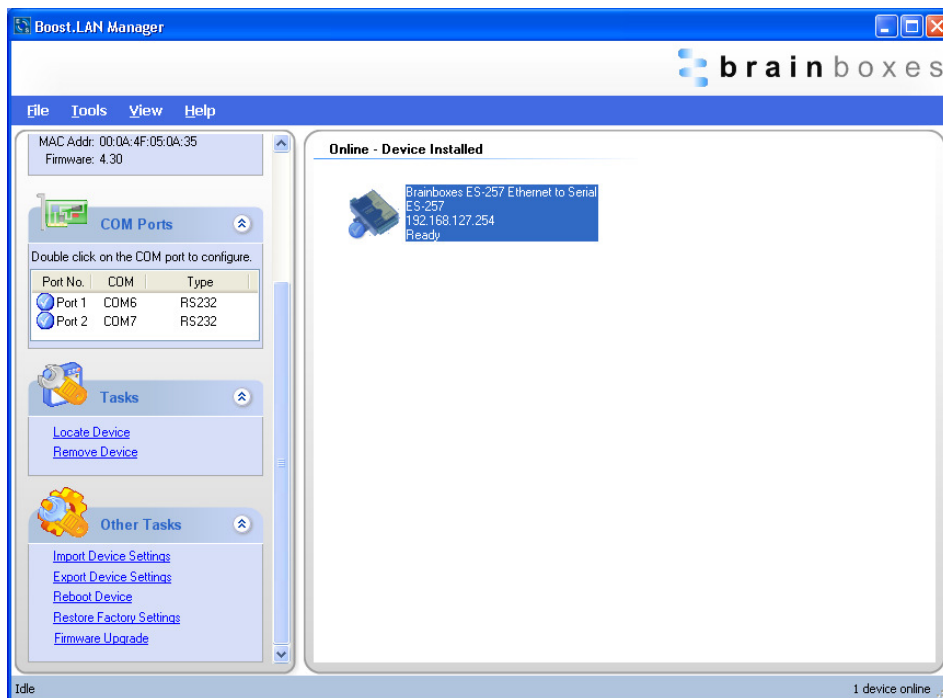 Boost.LAN Manager
brainboxes
File Tools View Help
MAC Addr: 00:0A:4F:05:0A:35
Firmware: 4.30
COM Ports
Double click on the COM port to configure.
Port No. COM Type
Port 1 COM6 RS232
Port 2 COM7 RS232
Tasks
Locate Device
Remove Device
Other Tasks
Import Device Settings
Export Device Settings
Reboot Device
Restore Factory Settings
Firmware Upgrade
Online - Device Installed
Brainboxes ES-257 Ethernet to Serial
ES-257
192.168.127.254
Ready
Idle
1 device online